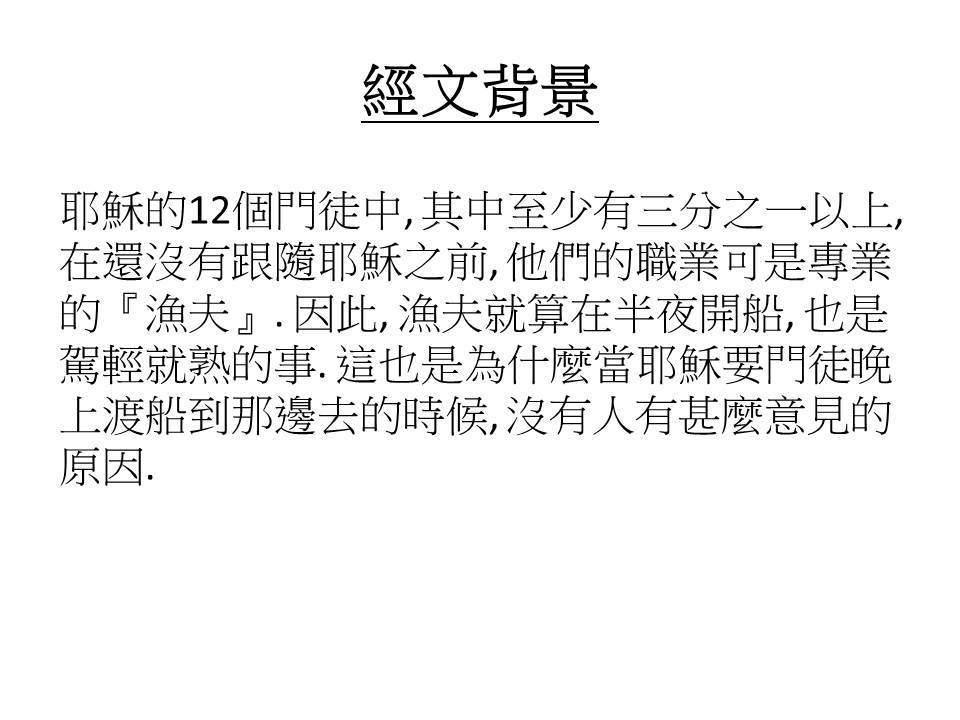 經文背景
耶穌的12個門徒中, 其中至少有三分之一以上,
在還沒有跟隨耶穌之前, 他們的職業可是專業
的『漁夫』. 因此, 漁夫就算在半夜開船, 也是
駕輕就熟的事. 這也是為什麼當耶穌要門徒晚
上渡船到那邊去的時候, 沒有人有甚麼意見的
原因.